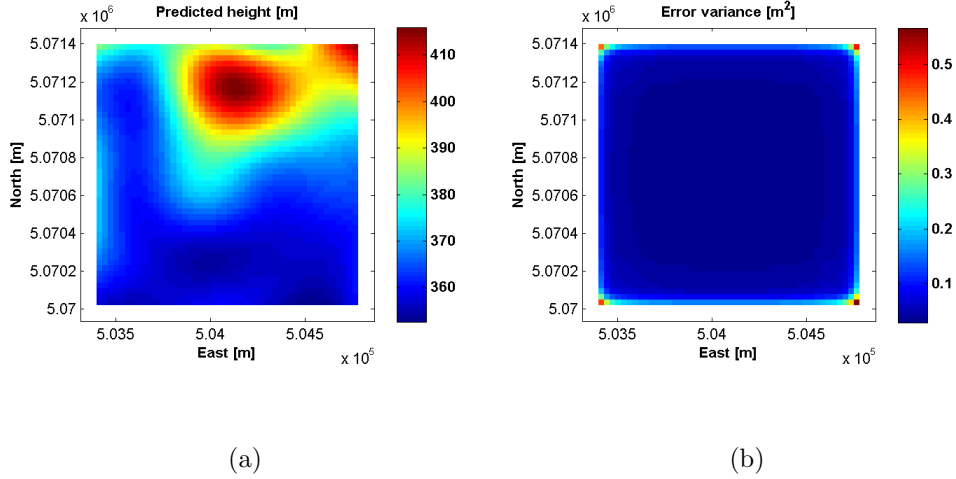 Predicted height [m]
x 10^6
5.0714
5.0712
5.071
5.0708
5.0706
5.0704
5.0702
5.07
North [m]
5.035
5.04
5.045
East [m]
x 10^5
410
400
390
380
370
360
(a)
Error variance [m^2]
x 10^6
5.0714
5.0712
5.071
5.0708
5.0706
5.0704
5.0702
5.07
North [m]
5.035
5.04
5.045
East [m]
x 10^5
0.5
0.4
0.3
0.2
0.1
(b)